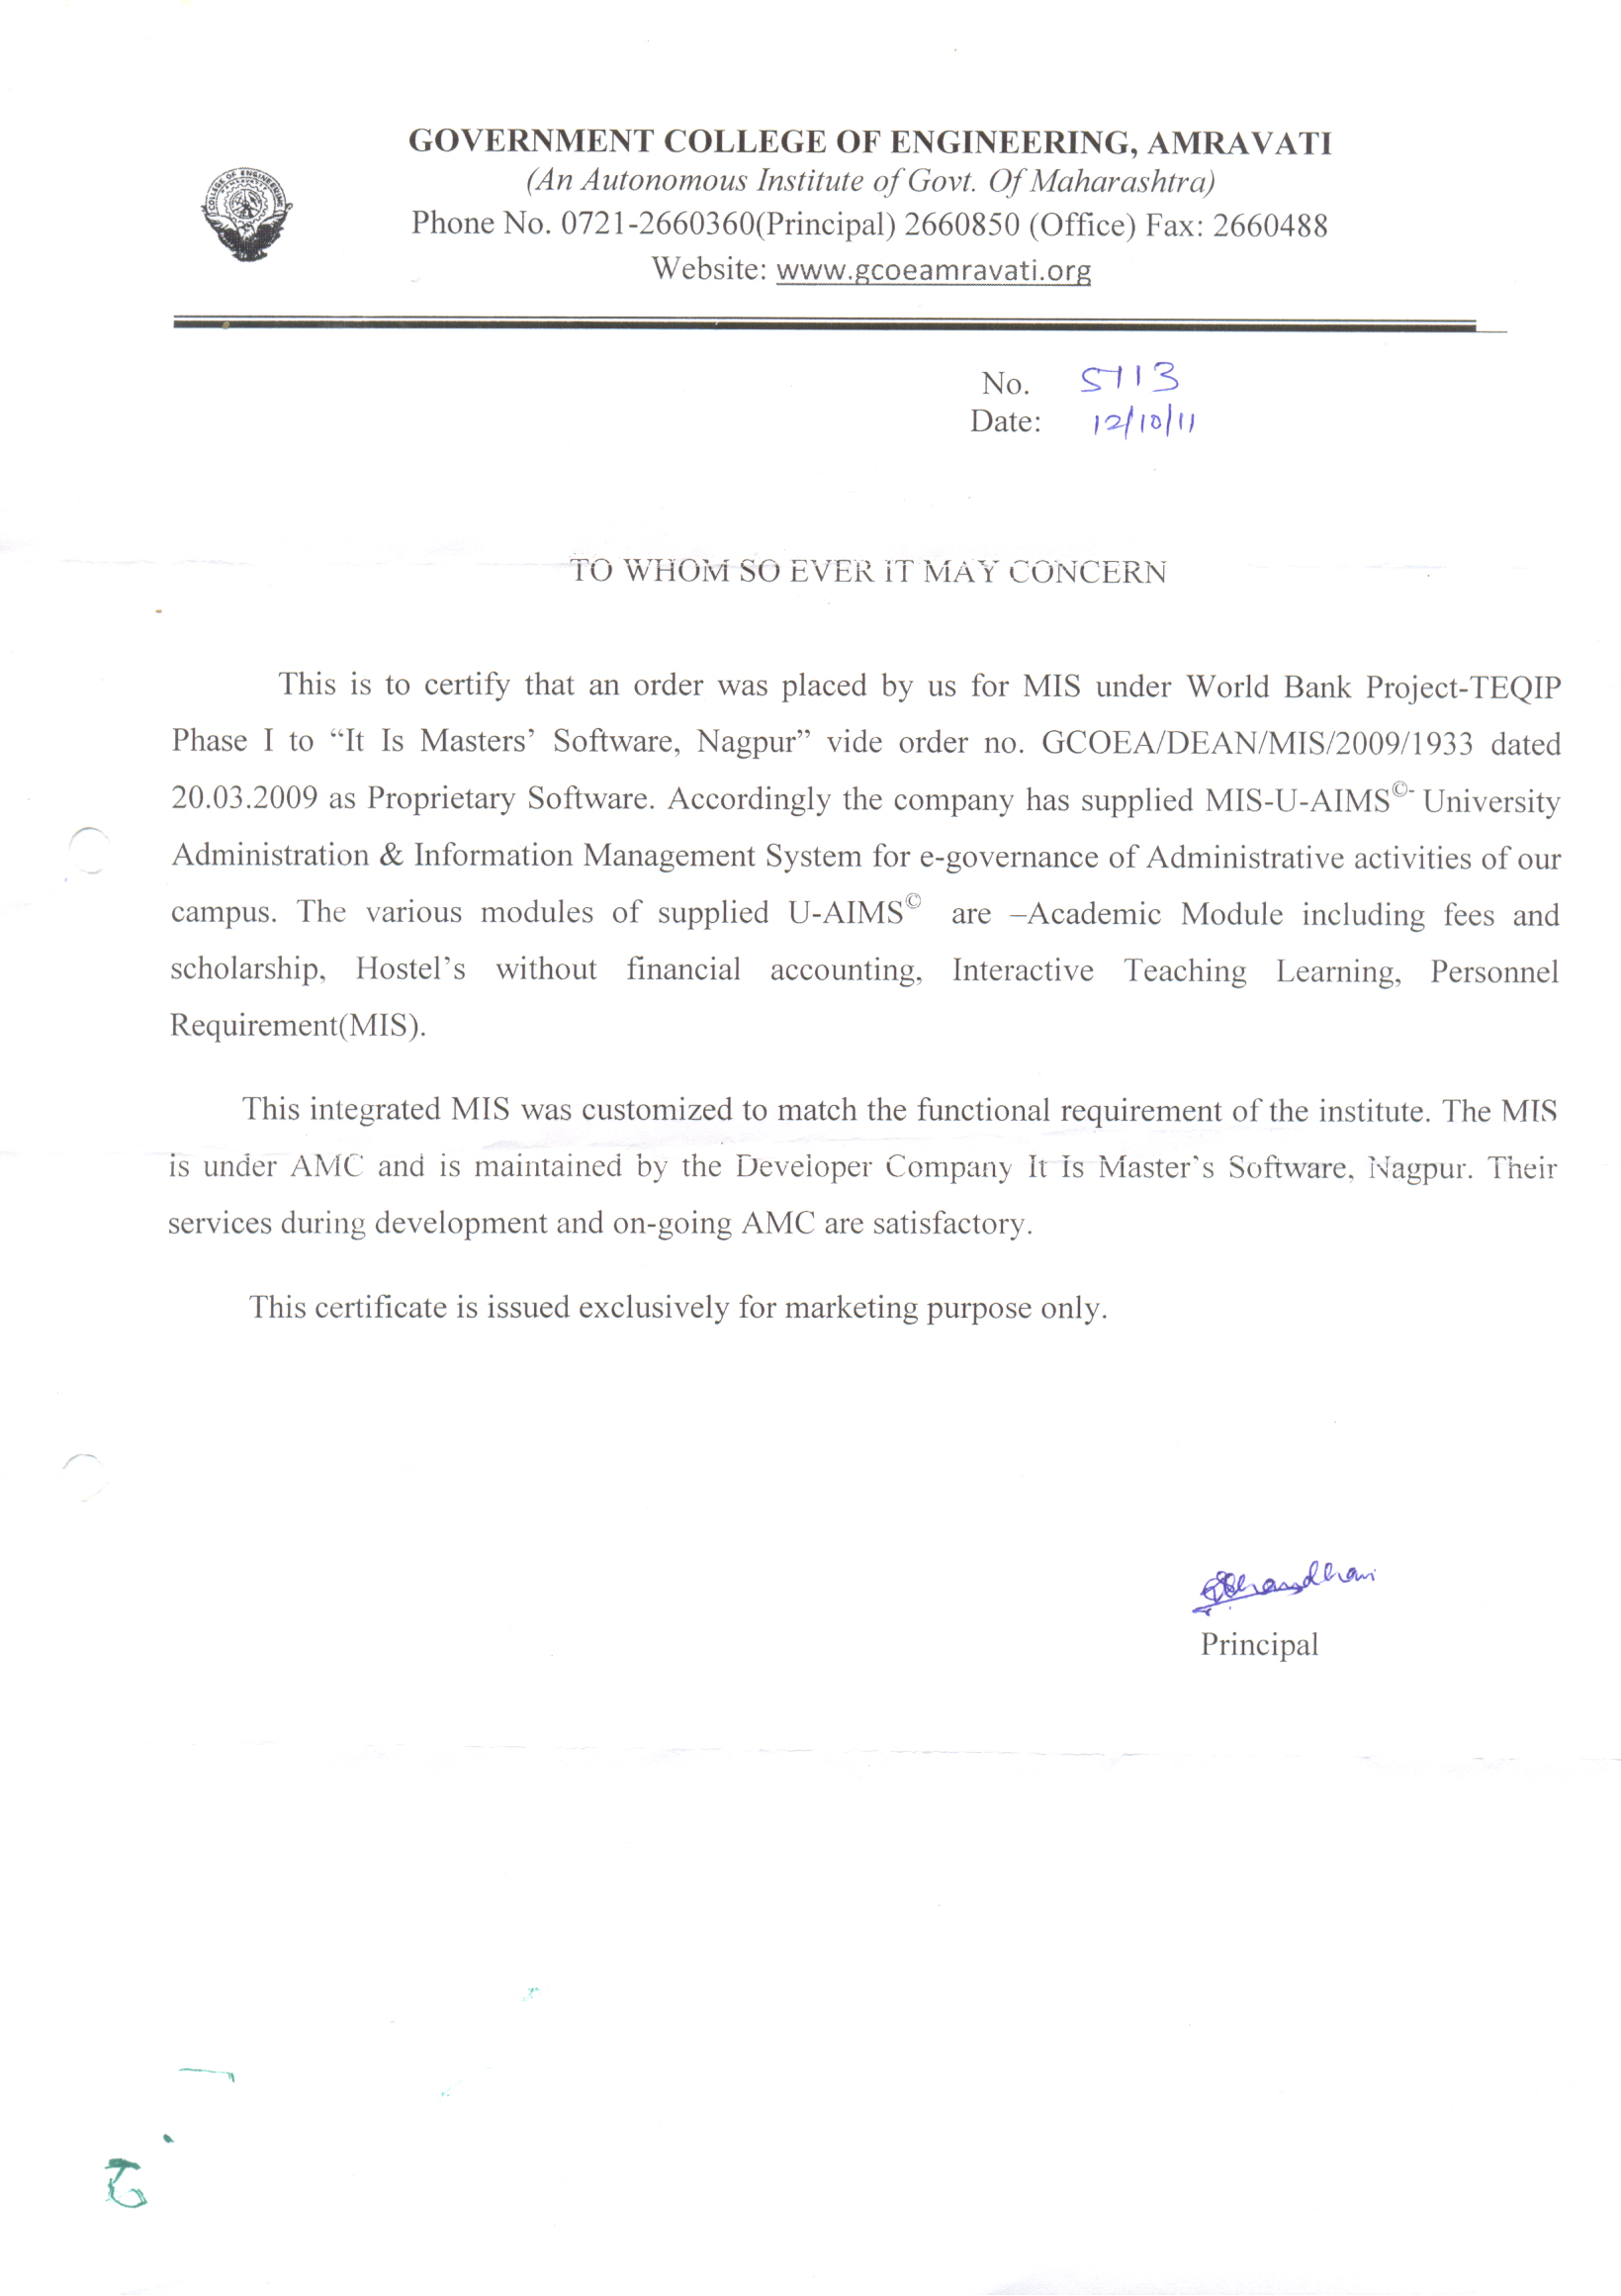 GOVERNMENT COLLEGE OF ENGINEERING, AMRAVATI
(An Autonomous Institute of Govt. Of Maharashtra)
Phone No. 0721-2660360(Principal) 2660850 (Office) Fax: 2660488
Website: www.gcoeamravati.org
COLLEGE OF ENGINEERING
No. 5113
Date: 12/10/11
TO WHOM SO EVER IT MAY CONCERN
This is to certify that an order was placed by us for MIS under World Bank Project-TEQIP
Phase I to “It Is Masters’ Software, Nagpur” vide order no. GCOEA/DEAN/MIS/2009/1933 dated
20.03.2009 as Proprietary Software. Accordingly the company has supplied MIS-U-AIMS©- University
Administration & Information Management System for e-governance of Administrative activities of our
campus. The various modules of supplied U-AIMS© are –Academic Module including fees and
scholarship, Hostel’s without financial accounting, Interactive Teaching Learning, Personnel
Requirement(MIS).
This integrated MIS was customized to match the functional requirement of the institute. The MIS
is under AMC and is maintained by the Developer Company It Is Master’s Software, Nagpur. Their
services during development and on-going AMC are satisfactory.
This certificate is issued exclusively for marketing purpose only.
Principal